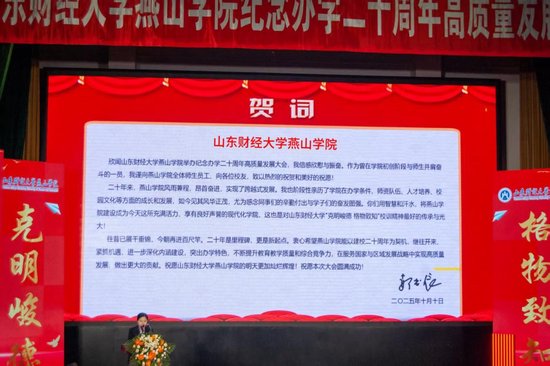 东财经大学燕山学院纪念办学二十周年高质量发展
贺词
山东财经大学燕山学院
欣闻山东财经大学燕山学院举办纪念办学二十周年高质量发展大会，我倍感欣慰与振奋，作为曾在学院初创阶段与师生并肩奋
斗的一员，我谨向燕山学院全体师生员工、向各位校友，致以热烈的祝贺和美好的祝愿！
二十年来，燕山学院风雨兼程、昂首奋进，实现了跨越式发展。我也阶段性亲历了学院在办学条件、师资队伍、人才培养、校
园文化等方面的成长和发展，如今见其风华正茂，尤为感念同事们的辛勤付出与学子们的奋发图强。你们用智慧和汗水，将燕山学
院建设成为今天这所充满活力、享有良好声誉的现代化学院，这也是对山东财经大学"克明峻德 格物致知"校训精神最好的传承与光
大！
往昔已展千重锦，今朝再进百尺竿。二十年是里程碑，更是新起点。衷心希望燕山学院能以建校二十周年为契机，继往开来，
紧抓机遇，进一步深化内涵建设，突出办学特色，不断提升教育教学质量和综合竞争力，在服务国家与区域发展战略中实现高质量
发展，做出更大的贡献。祝愿山东财经大学燕山学院的明天更加灿烂辉煌！祝愿本次大会圆满成功！
二〇二五年十月十日
山东财经大学燕山学院
克明峻德
格物致知